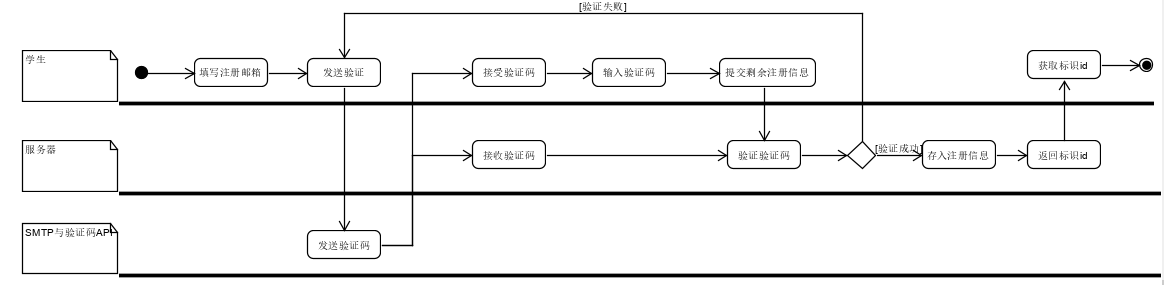 [验证失败]
学生
填写注册邮箱
发送验证
接受验证码
输入验证码
提交剩余注册信息
获取标识id
服务器
接收验证码
验证验证码
[验证成功]
存入注册信息
返回标识id
SMTP与验证码API
发送验证码